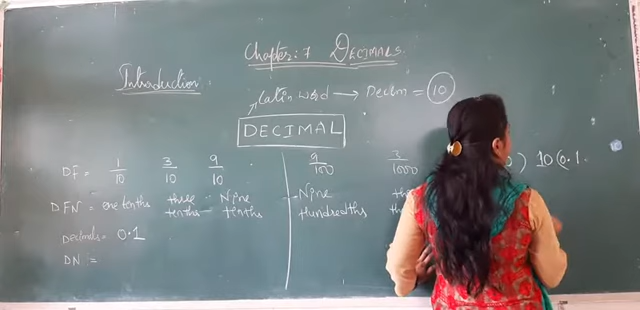 Chapter: 7 DECIMALS
Introduction
Latin word → Decem = 10
DECIMAL
DF = 1/10 3/10 9/10 9/100 3/1000 ) 10 (0.1
DFN = one tenths three tenths Nine tenths Nine Hundredths
Decimals = 0.1
DN =